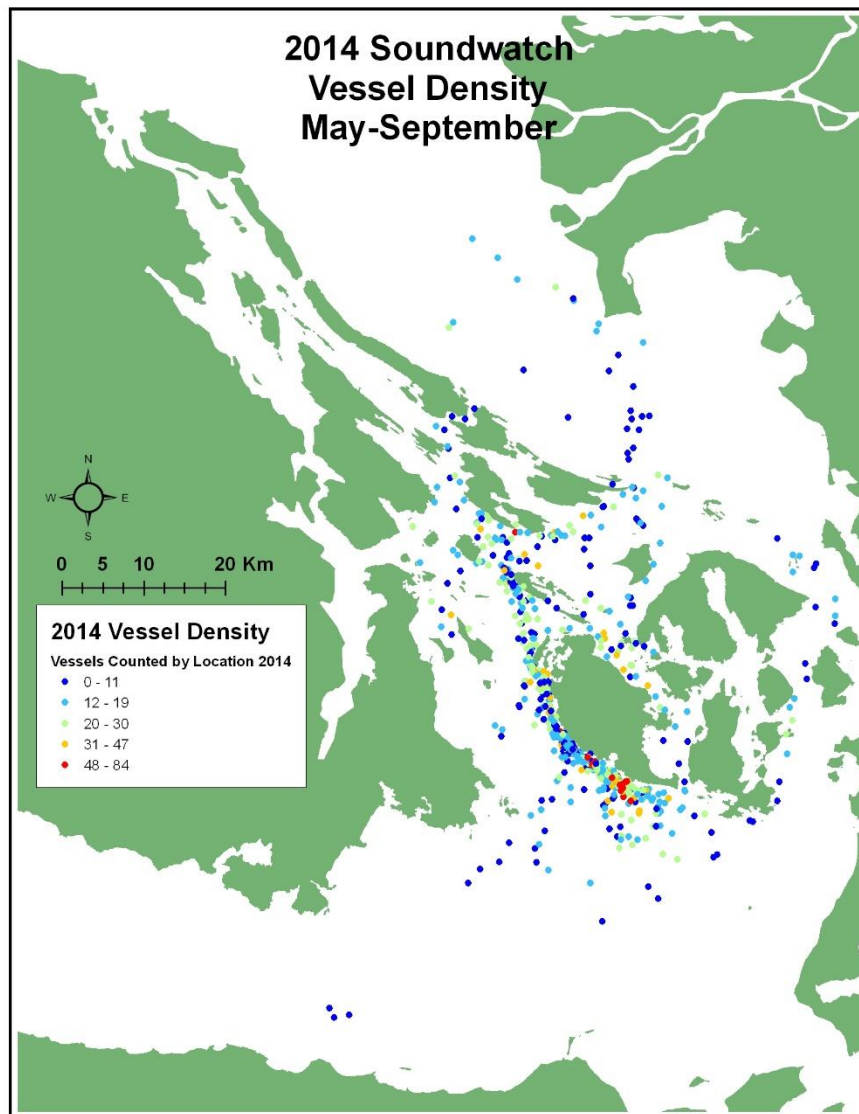 2014 Soundwatch
Vessel Density
May-September
N
W E
S
0 5 10 20 Km
2014 Vessel Density
Vessels Counted by Location 2014
0 - 11
12 - 19
20 - 30
31 - 47
48 - 84